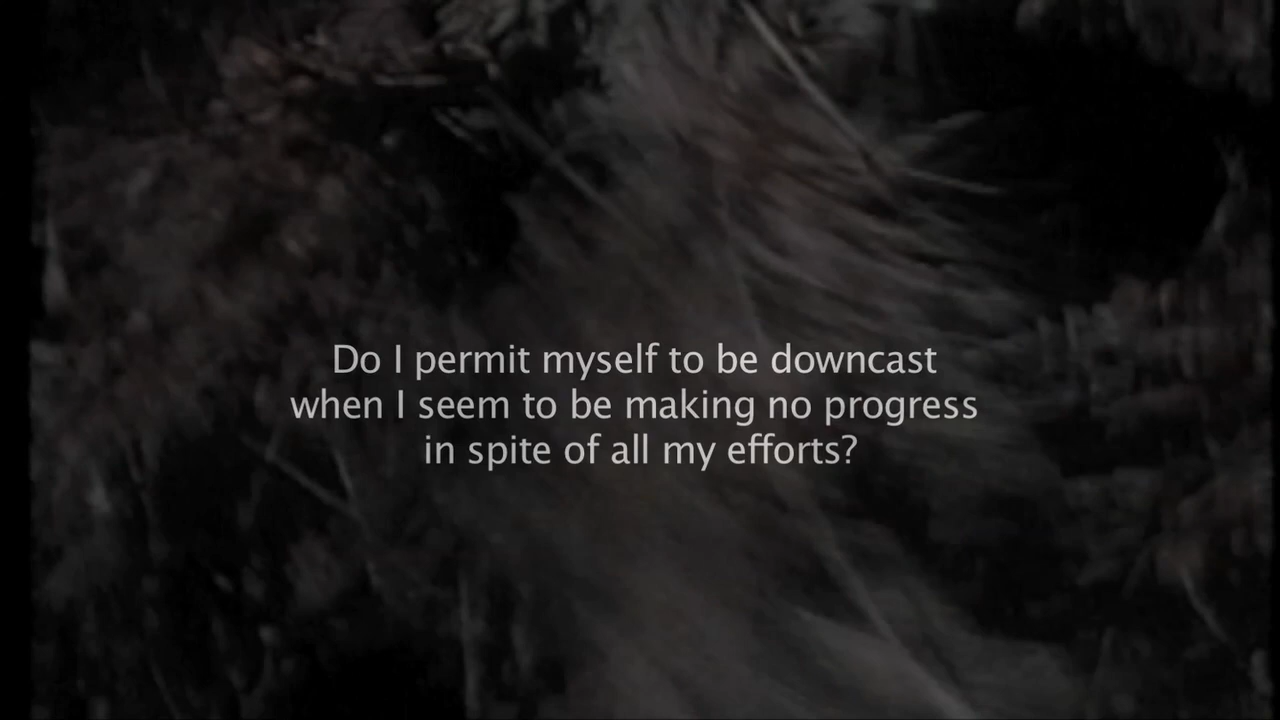 Do I permit myself to be downcast
when I seem to be making no progress
in spite of all my efforts?